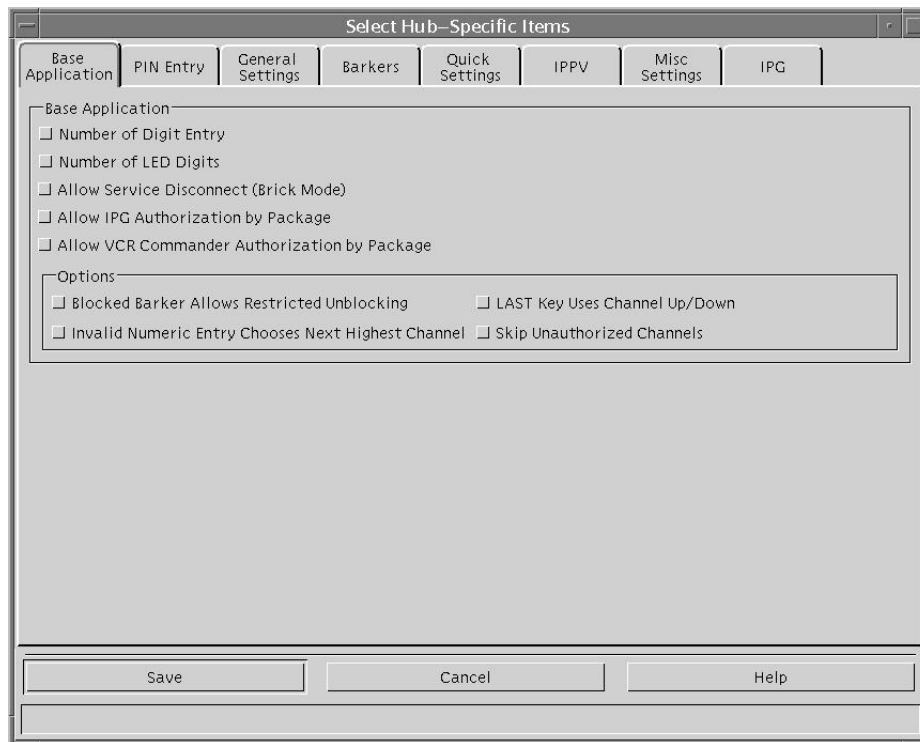 Select Hub–Specific Items
Base Application
PIN Entry
General Settings
Barkers
Quick Settings
IPPV
Misc Settings
IPG
Base Application
Number of Digit Entry
Number of LED Digits
Allow Service Disconnect (Brick Mode)
Allow IPG Authorization by Package
Allow VCR Commander Authorization by Package
Options
Blocked Barker Allows Restricted Unblocking
LAST Key Uses Channel Up/Down
Invalid Numeric Entry Chooses Next Highest Channel
Skip Unauthorized Channels
Save
Cancel
Help